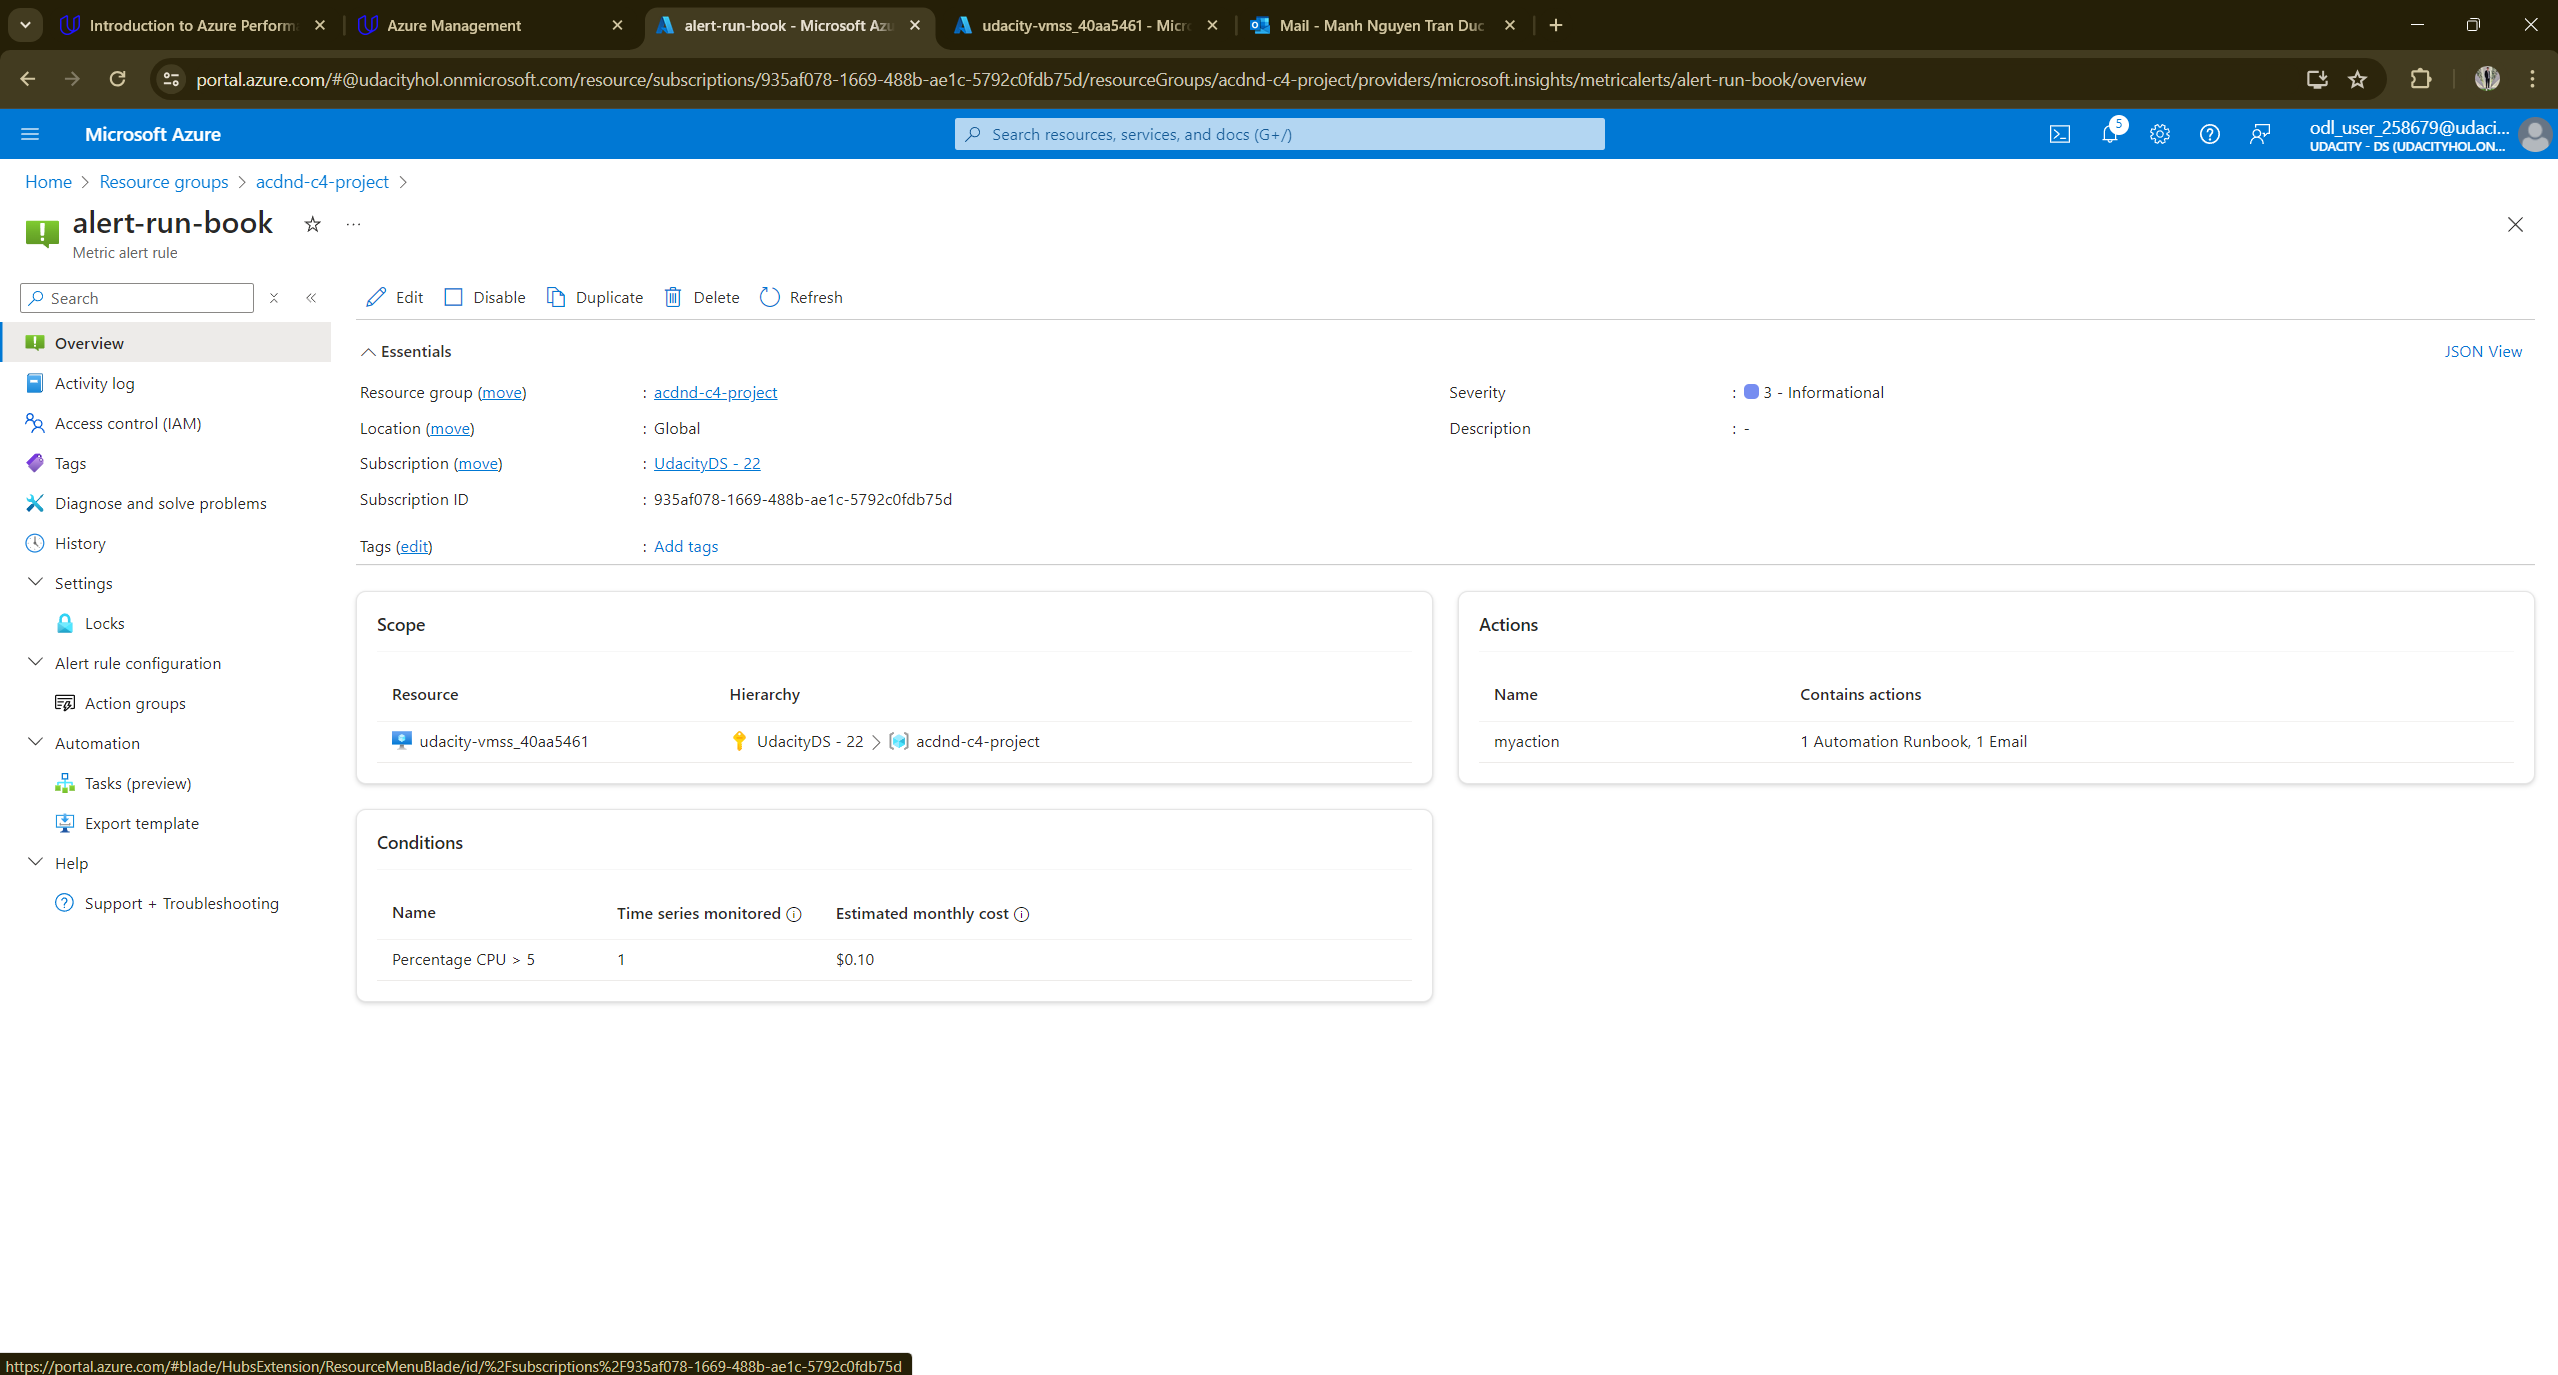 Introduction to Azure Perform
Azure Management
alert-run-book - Microsoft Azu
udacity-vmss_40aa5461 - Micro
Mail - Manh Nguyen Tran Duc
portal.azure.com/#@udacityhol.onmicrosoft.com/resource/subscriptions/935af078-1669-488b-ae1c-5792c0fdb75d/resourceGroups/acdnd-c4-project/providers/microsoft.insights/metricalerts/alert-run-book/overview
Microsoft Azure
Search resources, services, and docs (G+/)
5
odl_user_258679@udaci...
UDACITY - DS (UDACITYHOL.ON...
Home > Resource groups > acdnd-c4-project >
alert-run-book
Metric alert rule
Search
Edit
Disable
Duplicate
Delete
Refresh
Overview
Activity log
Access control (IAM)
Tags
Diagnose and solve problems
History
Settings
Locks
Alert rule configuration
Action groups
Automation
Tasks (preview)
Export template
Help
Support + Troubleshooting
Essentials
JSON View
Resource group (move) : acdnd-c4-project
Location (move) : Global
Subscription (move) : UdacityDS - 22
Subscription ID : 935af078-1669-488b-ae1c-5792c0fdb75d
Tags (edit) : Add tags
Severity : 3 - Informational
Description : -
Scope
Resource Hierarchy
udacity-vmss_40aa5461 UdacityDS - 22 > acdnd-c4-project
Actions
Name Contains actions
myaction 1 Automation Runbook, 1 Email
Conditions
Name Time series monitored Estimated monthly cost
Percentage CPU > 5 1 $0.10
https://portal.azure.com/#blade/HubsExtension/ResourceMenuBlade/id/%2Fsubscriptions%2F935af078-1669-488b-ae1c-5792c0fdb75d